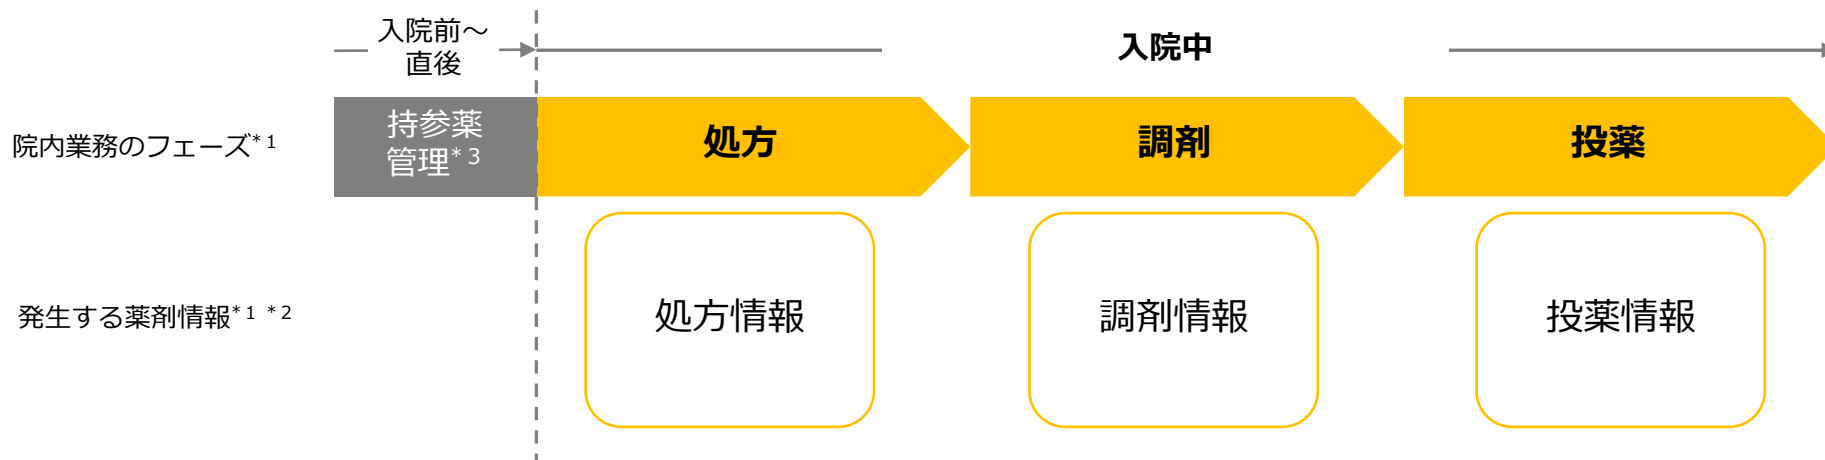 入院前～
直後
入院中
院内業務のフェーズ*1
持参薬
管理*3
処方
調剤
投薬
発生する薬剤情報*1 *2
処方情報
調剤情報
投薬情報